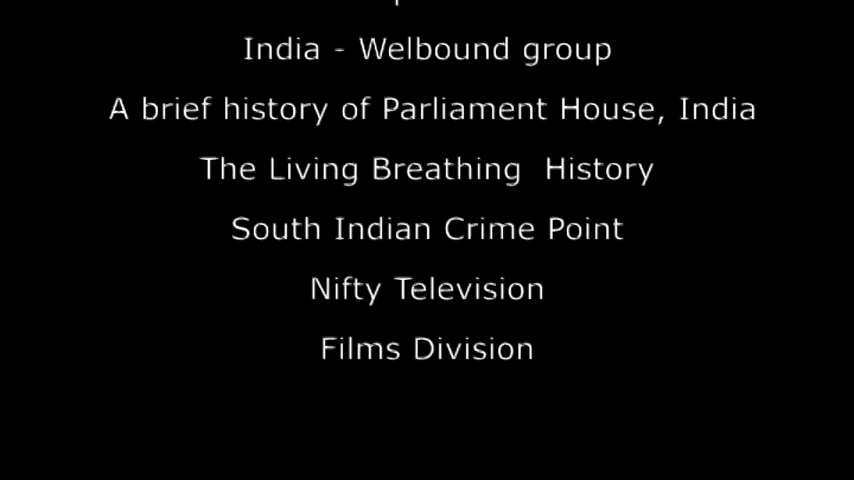 India - Welbound group
A brief history of Parliament House, India
The Living Breathing  History
South Indian Crime Point
Nifty Television
Films Division